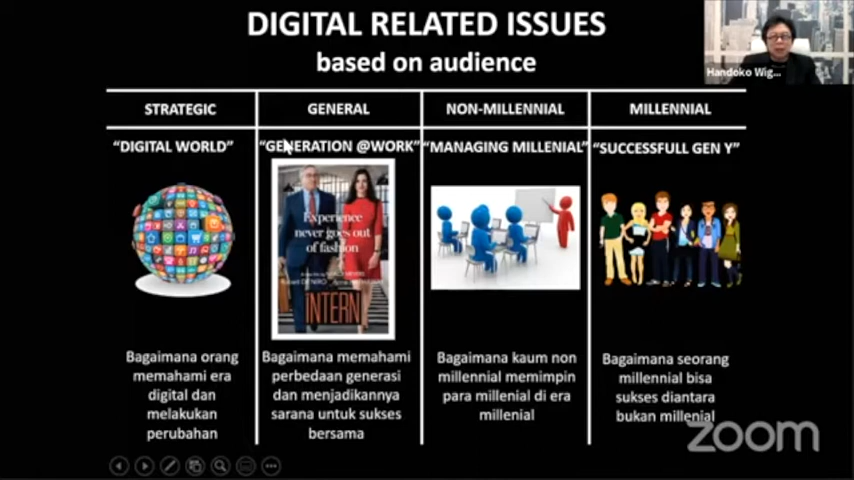 DIGITAL RELATED ISSUES
based on audience
Handoko Wig...
STRATEGIC
GENERAL
NON-MILLENNIAL
MILLENNIAL
“DIGITAL WORLD”
“GENERATION @WORK”
“MANAGING MILLENIAL”
“SUCCESSFULL GEN Y”
Experience
never goes out
of fashion
INTERN
Bagaimana orang
memahami era
digital dan
melakukan
perubahan
Bagaimana memahami
perbedaan generasi
dan menjadikannya
sarana untuk sukses
bersama
Bagaimana kaum non
millennial memimpin
para millenial di era
millenial
Bagaimana seorang
millennial bisa
sukses diantara
bukan millenial
zoom